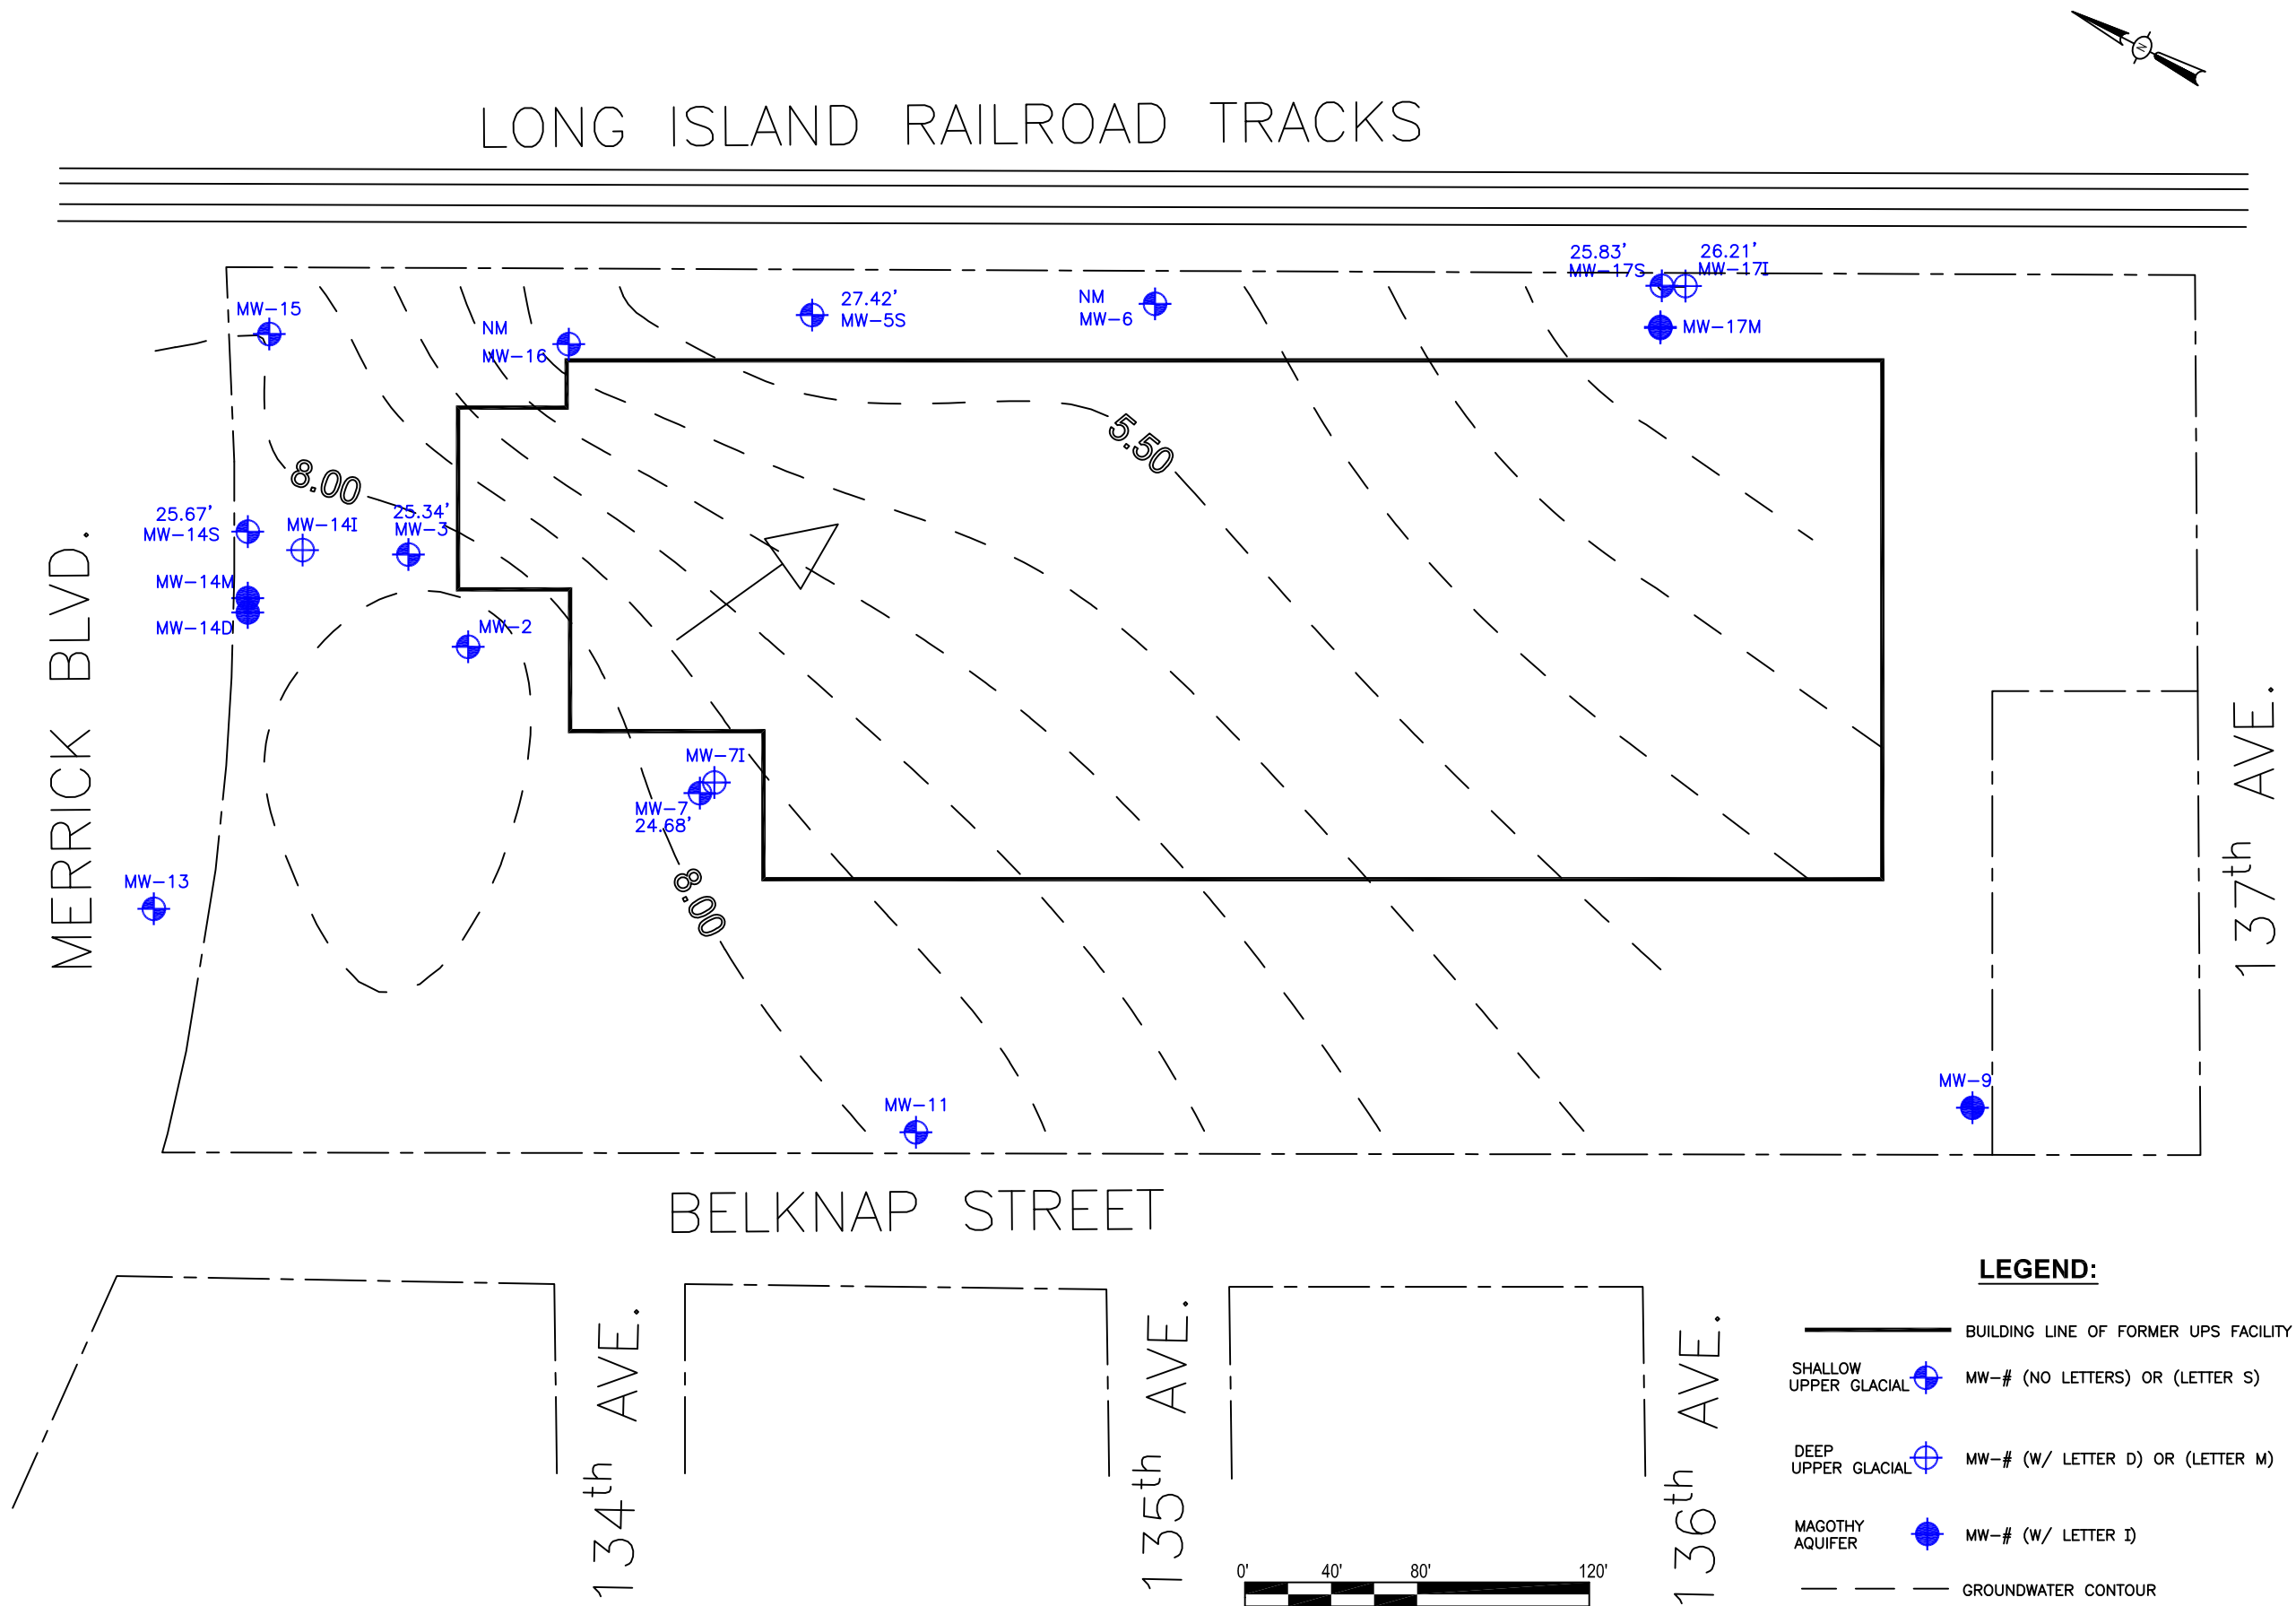 N
LONG ISLAND RAILROAD TRACKS
25.83'
MW-17S
26.21'
MW-17I
MW-17M
MW-15
NM
MW-16
27.42'
MW-5S
NM
MW-6
5.50
8.00
25.67'
MW-14S
MW-14I
25.34'
MW-3
MW-14M
MW-14D
MW-2
MERRICK BLVD.
MW-7I
MW-7
24.68'
8.00
MW-13
137th AVE.
MW-11
MW-9
BELKNAP STREET
134th AVE.
135th AVE.
136th AVE.
LEGEND:
BUILDING LINE OF FORMER UPS FACILITY
SHALLOW
UPPER GLACIAL
MW-# (NO LETTERS) OR (LETTER S)
DEEP
UPPER GLACIAL
MW-# (W/ LETTER D) OR (LETTER M)
MAGOTHY
AQUIFER
MW-# (W/ LETTER I)
GROUNDWATER CONTOUR
0' 40' 80' 120'